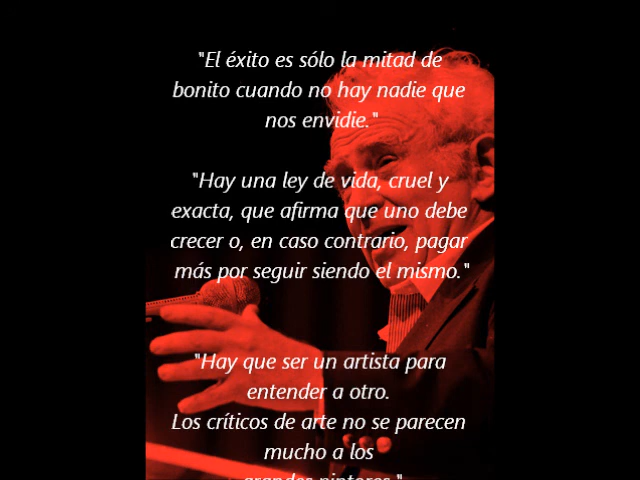 "El éxito es sólo la mitad de
bonito cuando no hay nadie que
nos envidie."
"Hay una ley de vida, cruel y
exacta, que afirma que uno debe
crecer o, en caso contrario, pagar
más por seguir siendo el mismo."
"Hay que ser un artista para
entender a otro.
Los críticos de arte no se parecen
mucho a los
grandes pintores."